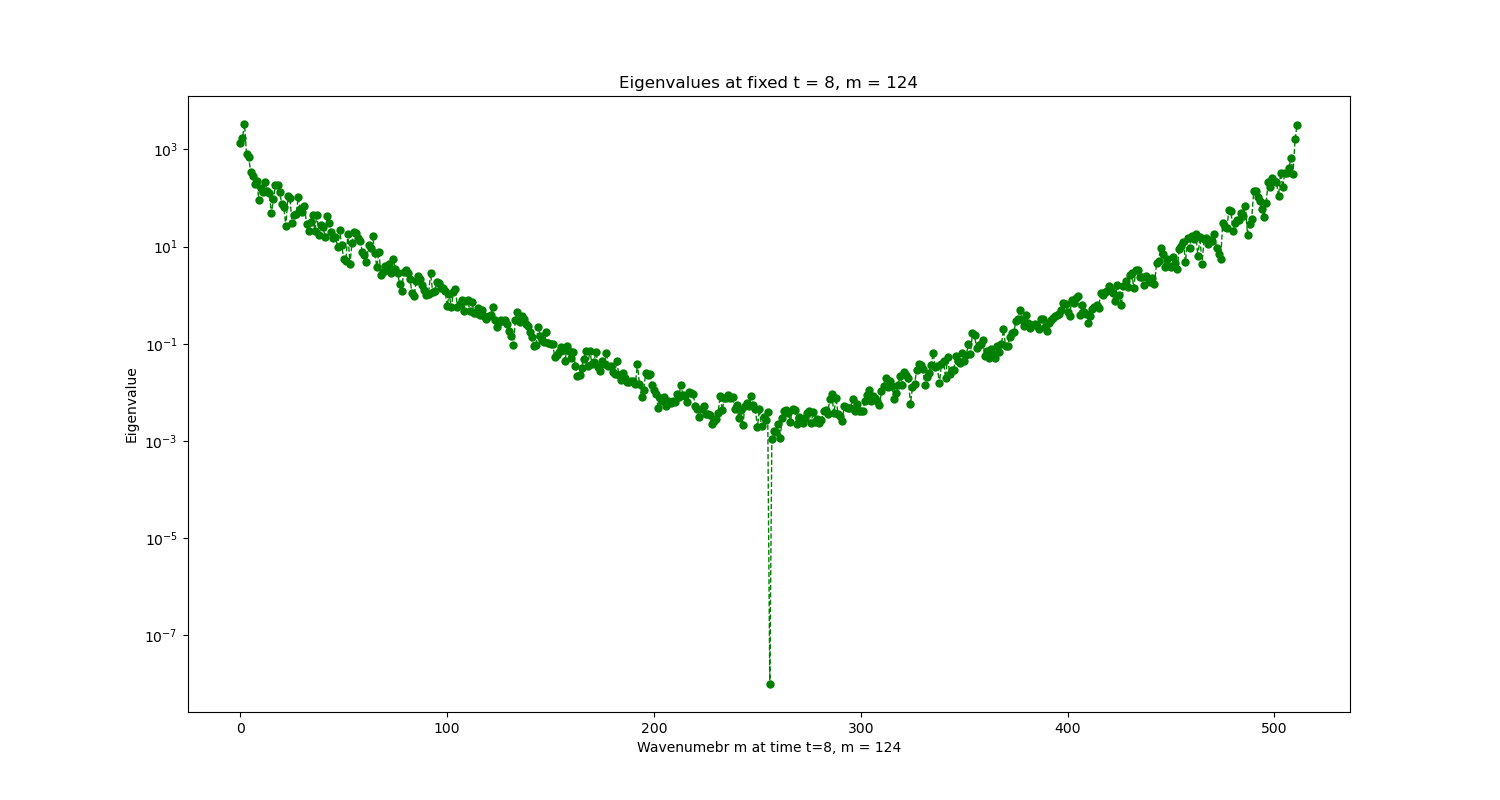 Eigenvalues at fixed t = 8, m = 124
10³
10¹
10⁻¹
10⁻³
10⁻⁵
10⁻⁷
Eigenvalue
0 100 200 300 400 500
Wavenumebr m at time t=8, m = 124